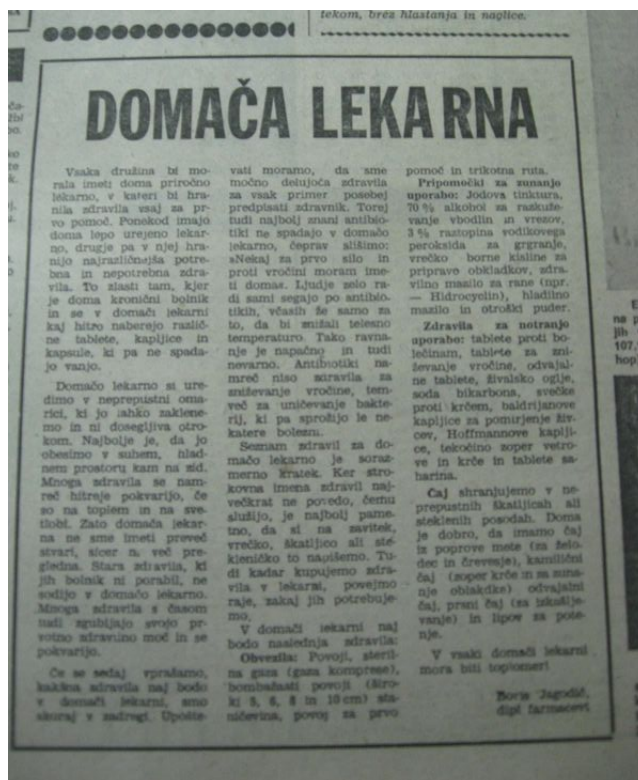 tekom, brez hlastanja in naglice.
DOMAČA LEKARNA
Vsaka družina bi mo-
rala imeti doma priročno
lekarno, v kateri bi hra-
nila zdravila vsaj za pr-
vo pomoč. Ponekod imajo
doma lepo urejeno lekar-
no, drugje pa v njej hra-
nijo najrazličnejša potre-
bna in nepotrebna zdra-
vila. To zlasti tam, kjer
je doma kronični bolnik
in se v domači lekarni
kaj hitro naberejo različ-
ne tablete, kapljice in
kapsule, ki pa ne spada-
jo vanjo.
Domačo lekarno si ure-
dimo v neprepustni oma-
rici, ki jo lahko zaklene-
mo in ni dosegljiva otro-
kom. Najbolje je, da jo
obesimo v suhem, hlad-
nem prostoru kam na zid.
Mnoga zdravila se nam-
reč hitreje pokvarijo, če
so na toplem in na sve-
tlobi. Zato domača lekar-
na ne sme imeti preveč
stvari, sicer ni več pre-
gledna. Stara zdravila, ki
jih bolnik ni porabil, ne
sodijo v domačo lekarno.
Mnoga zdravila s časom
tudi zgubijajo svojo pr-
votno zdravilno moč in se
pokvarijo.
Če se sedaj vprašamo,
kakšna zdravila naj bodo
v domači lekarni, smo
skoraj v zadregi. Upošte-
vati moramo, da sme
močno delujoča zdravila
za vsak primer posebej
predpisati zdravnik. Torej
tudi najbolj znani antibio-
tiki ne spadajo v domačo
lekarno, čeprav slišimo:
»Nekaj za prvo silo in
proti vročini moram ime-
ti doma«. Ljudje zelo ra-
di sami segajo po antibio-
tikih, včasih še samo za
to, da bi znižali telesno
temperaturo. Tako ravna-
nje je napačno in tudi
nevarno. Antibiotiki na-
mreč niso zdravila za
zniževanje vročine, tem-
več za uničevanje bakte-
rij, ki pa sprožijo le ne-
katere bolezni.
Seznam zdravil za do-
mačo lekarno je soraz-
merno kratek. Ker stro-
kovna imena zdravil naj-
večkrat ne povedo, čemu
služijo, je najbolj pame-
tno, da si na zavitek,
vrečko, škatljico ali ste-
kleničko to napišemo. Tu-
di kadar kupujemo zdra-
vila v lekarni, povejmo
raje, zakaj jih potrebuje-
mo.
V domači lekarni naj
bodo naslednja zdravila:
Obvezila: Povoji, steril-
na gaza (gaza komprese),
bombažasti povoji (širo-
ki 5, 6, 8 in 10 cm) sta-
ničevina, povoj za prvo
pomoč in trikotna ruta.
Pripomočki za zunanjo
uporabo: Jodova tinktura,
70 % alkohol za razkuže-
vanje vbodlin in vrezov,
3 % raztopina vodikovega
peroksida za grgranje,
vrečko borne kisline za
pripravo obkladkov, zdra-
vilno mazilo za rane (npr.
— Hidrocyclin), hladilno
mazilo in otroški puder.
Zdravila za notranjo
uporabo: tablete proti bo-
lečinam, tablete za zni-
ževanje vročine, odvajal-
ne tablete, živalsko oglje,
soda bikarbona, svečke
proti krčem, baldrijanove
kapljice za pomirjenje živ-
cev, Hoffmannove kaplji-
ce, tekočino zoper vetro-
ve in krče in tablete sa-
harina.
Čaj shranjujemo v ne-
prepustnih škatljicah ali
steklenih posodah. Doma
je dobro, da imamo čaj
iz poprove mete (za želo-
dec in črevesje), kamilični
čaj (zoper krče in za zuna-
nje obkladke) odvajalni
čaj, prsni čaj (za izkašlje-
vanje) in lipov za pote-
nje.
V vsaki domači lekarni
mora biti toplomer!
Boris Jagodič,
dipl. farmacevt
na p
jih
107,
hop